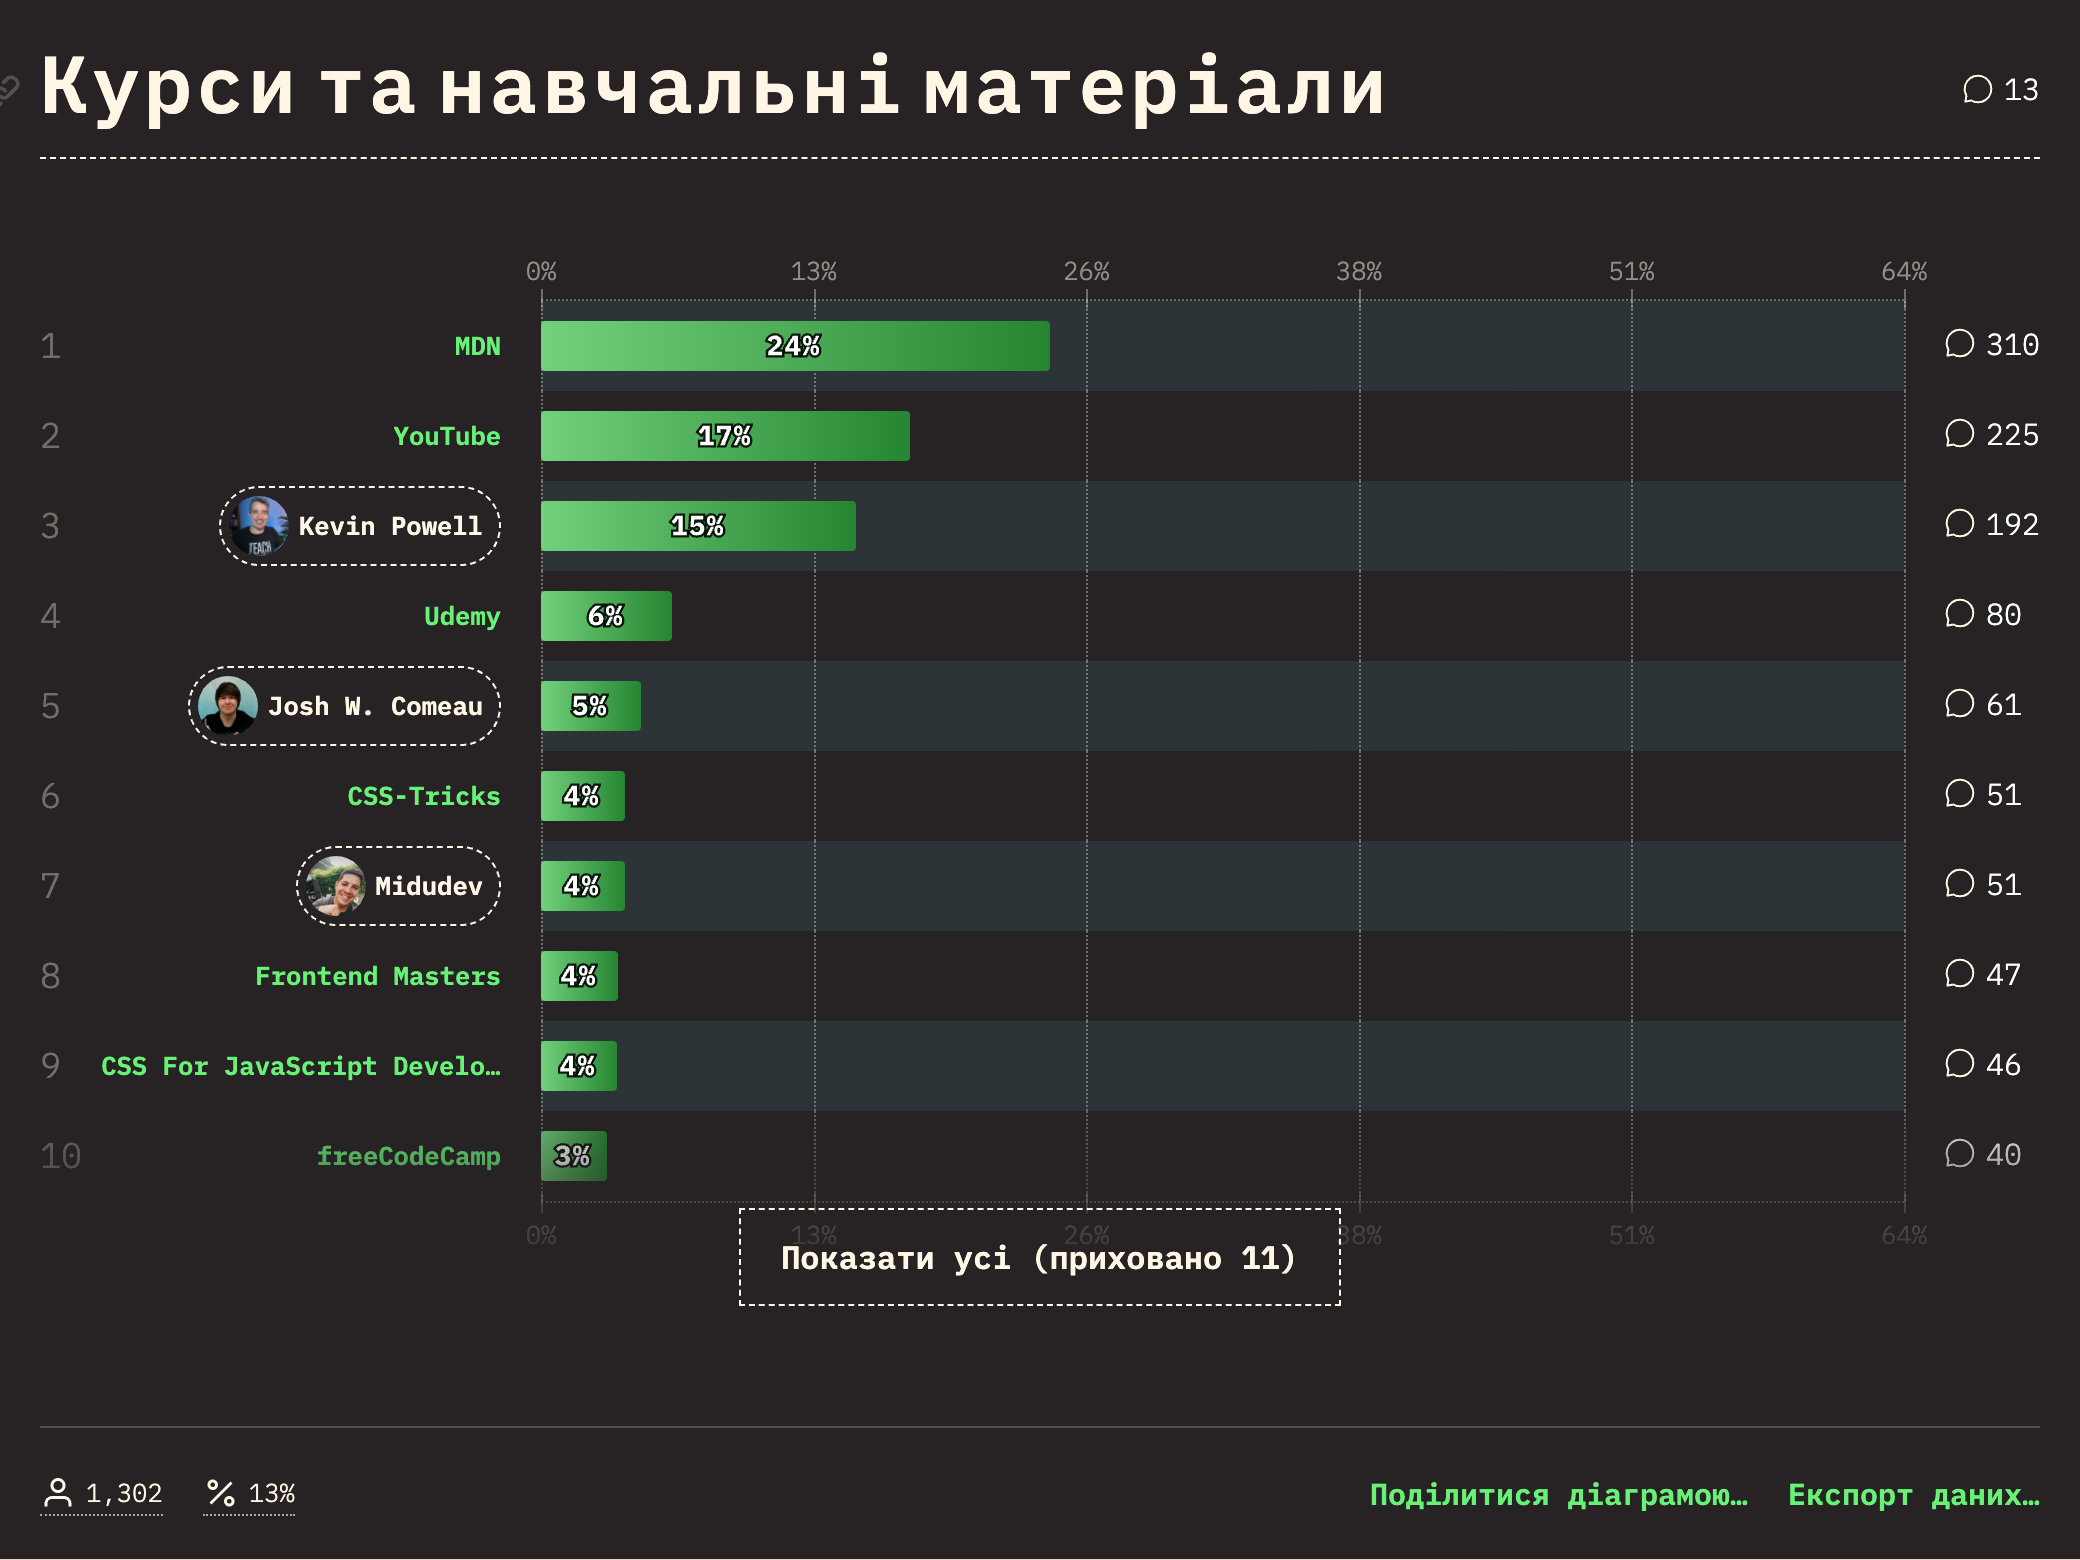 Курси та навчальні матеріали
13
0% 13% 26% 38% 51% 64%
1 MDN 24% 310
2 YouTube 17% 225
3 Kevin Powell 15% 192
4 Udemy 6% 80
5 Josh W. Comeau 5% 61
6 CSS-Tricks 4% 51
7 Midudev 4% 51
8 Frontend Masters 4% 47
9 CSS For JavaScript Develo… 4% 46
10 freeCodeCamp 3% 40
0% 13% 26% 38% 51% 64%
Показати усі (приховано 11)
1,302 13% Поділитися діаграмою… Експорт даних…